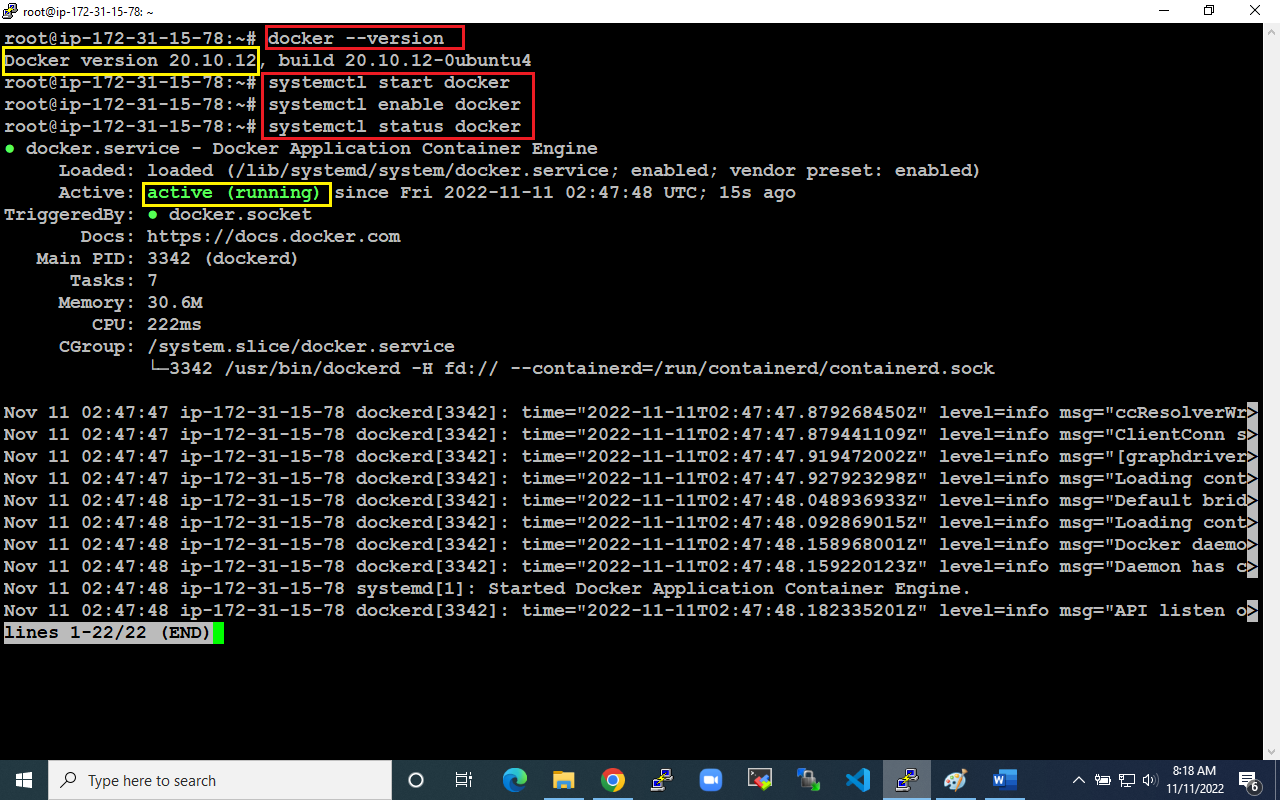 root@ip-172-31-15-78: ~
root@ip-172-31-15-78:~# docker --version
Docker version 20.10.12, build 20.10.12-0ubuntu4
root@ip-172-31-15-78:~# systemctl start docker
root@ip-172-31-15-78:~# systemctl enable docker
root@ip-172-31-15-78:~# systemctl status docker
● docker.service - Docker Application Container Engine
Loaded: loaded (/lib/systemd/system/docker.service; enabled; vendor preset: enabled)
Active: active (running) since Fri 2022-11-11 02:47:48 UTC; 15s ago
TriggeredBy: ● docker.socket
Docs: https://docs.docker.com
Main PID: 3342 (dockerd)
Tasks: 7
Memory: 30.6M
CPU: 222ms
CGroup: /system.slice/docker.service
└─3342 /usr/bin/dockerd -H fd:// --containerd=/run/containerd/containerd.sock
Nov 11 02:47:47 ip-172-31-15-78 dockerd[3342]: time="2022-11-11T02:47:47.879268450Z" level=info msg="ccResolverWr>
Nov 11 02:47:47 ip-172-31-15-78 dockerd[3342]: time="2022-11-11T02:47:47.879441109Z" level=info msg="ClientConn s>
Nov 11 02:47:47 ip-172-31-15-78 dockerd[3342]: time="2022-11-11T02:47:47.919472002Z" level=info msg="[graphdriver>
Nov 11 02:47:47 ip-172-31-15-78 dockerd[3342]: time="2022-11-11T02:47:47.927923298Z" level=info msg="Loading cont>
Nov 11 02:47:48 ip-172-31-15-78 dockerd[3342]: time="2022-11-11T02:47:48.048936933Z" level=info msg="Default brid>
Nov 11 02:47:48 ip-172-31-15-78 dockerd[3342]: time="2022-11-11T02:47:48.092869015Z" level=info msg="Loading cont>
Nov 11 02:47:48 ip-172-31-15-78 dockerd[3342]: time="2022-11-11T02:47:48.158968001Z" level=info msg="Docker daemo>
Nov 11 02:47:48 ip-172-31-15-78 dockerd[3342]: time="2022-11-11T02:47:48.159220123Z" level=info msg="Daemon has c>
Nov 11 02:47:48 ip-172-31-15-78 systemd[1]: Started Docker Application Container Engine.
Nov 11 02:47:48 ip-172-31-15-78 dockerd[3342]: time="2022-11-11T02:47:48.182335201Z" level=info msg="API listen o>
lines 1-22/22 (END)
Type here to search
8:18 AM
11/11/2022
6